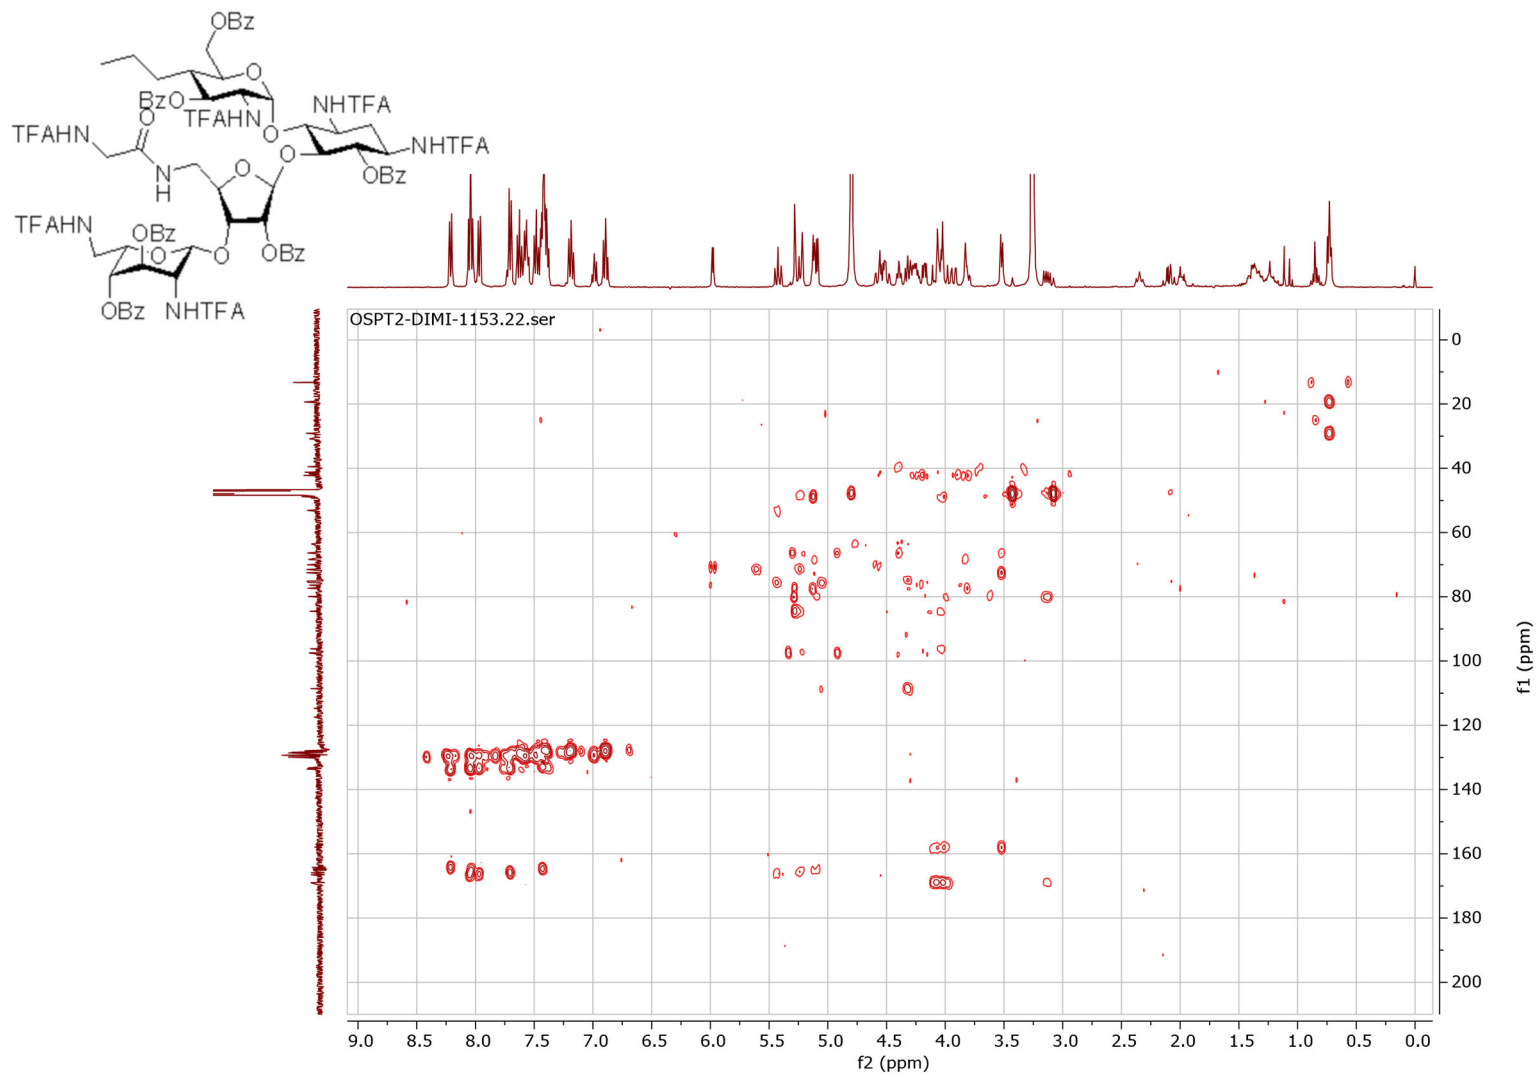 OBz
O
BzO
O
TFAHN
NHTFA
TFAHN
O
NHTFA
O
N
H
O
OBz
TFAHN
OBz
O
O
OBz
OBz
NHTFA
OSPT2-DIMI-1153.22.ser
0
20
40
60
80
100
120
140
160
180
200
f1 (ppm)
9.0 8.5 8.0 7.5 7.0 6.5 6.0 5.5 5.0 4.5 4.0 3.5 3.0 2.5 2.0 1.5 1.0 0.5 0.0
f2 (ppm)